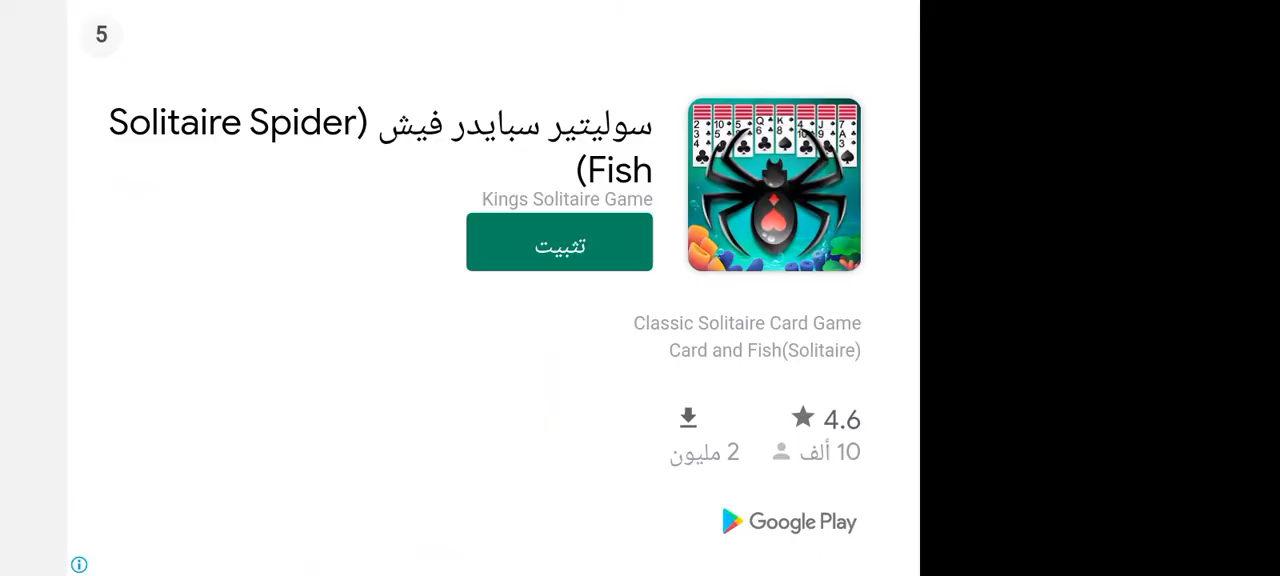 5
سوليتير سبايدر فيش (Solitaire Spider
Fish)
Kings Solitaire Game
تثبيت
Classic Solitaire Card Game
Card and Fish(Solitaire)
4.6
10 ألف
2 مليون
Google Play